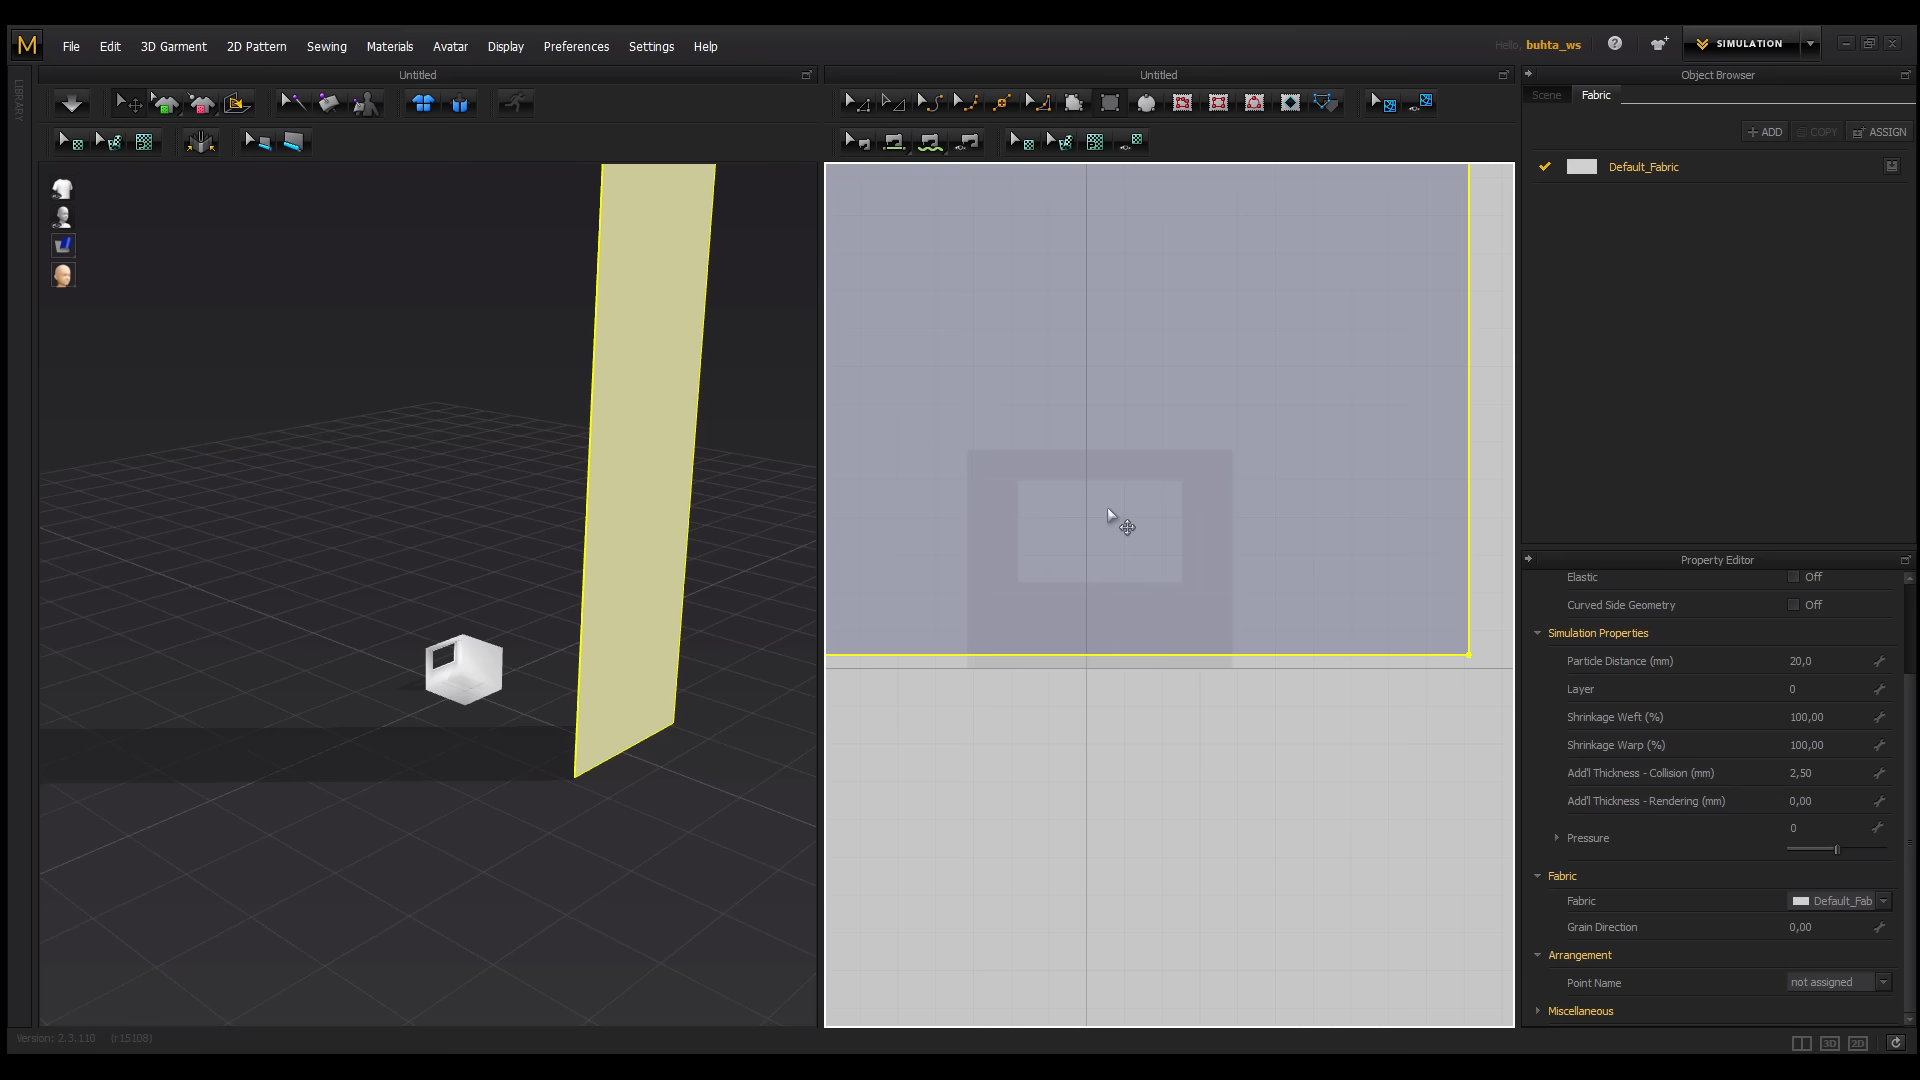 M File Edit 3D Garment 2D Pattern Sewing Materials Avatar Display Preferences Settings Help Hello, buhta_ws ? SIMULATION
LIBRARY
Untitled
Untitled
Object Browser
Scene Fabric
+ ADD COPY ASSIGN
Default_Fabric
Property Editor
Elastic Off
Curved Side Geometry Off
Simulation Properties
Particle Distance (mm) 20,0
Layer 0
Shrinkage Weft (%) 100,00
Shrinkage Warp (%) 100,00
Add'l Thickness - Collision (mm) 2,50
Add'l Thickness - Rendering (mm) 0,00
Pressure 0
Fabric
Fabric Default_Fab
Grain Direction 0,00
Arrangement
Point Name not assigned
Miscellaneous
Version: 2.3.110 (r15108)
3D 2D